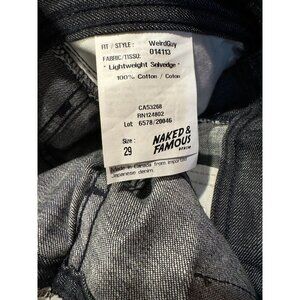 FIT / STYLE : WeirdGuy
FABRIC/TISSU: 014113
" Lightweight Selvedge "
100% Cotton / Coton
CA53268
RN124802
Lot 6578/20046
Size : 29
NAKED &
FAMOUS
DENIM
Made in Canada from imported
Japanese denim.